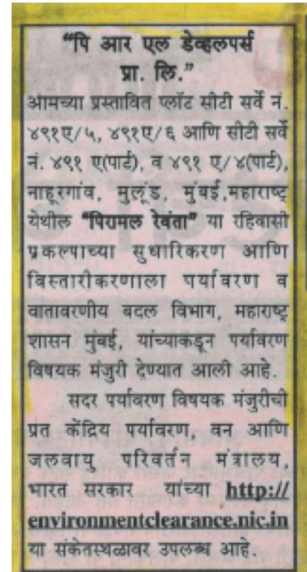 “पि आर एल डेव्हलपर्स
प्रा. लि.”
आमच्या प्रस्तावित प्लॉट सीटी सर्वे नं.
४९१ए/५, ४९१ए/६ आणि सीटी सर्वे
नं. ४९१ ए(पार्ट), व ४९१ ए/४(पार्ट),
नाहूरगांव, मुलूंड, मुंबई,महाराष्ट्र
येथील “पिरामल रेवंता” या रहिवासी
प्रकल्पाच्या सुधारिकरण आणि
विस्तारीकरणाला पर्यावरण व
वातावरणीय बदल विभाग, महाराष्ट्र
शासन मुंबई, यांच्याकडून पर्यावरण
विषयक मंजुरी देण्यात आली आहे.
सदर पर्यावरण विषयक मंजुरीची
प्रत केंद्रिय पर्यावरण, वन आणि
जलवायु परिवर्तन मंत्रालय,
भारत सरकार यांच्या http://
environmentclearance.nic.in
या संकेतस्थळावर उपलब्ध आहे.